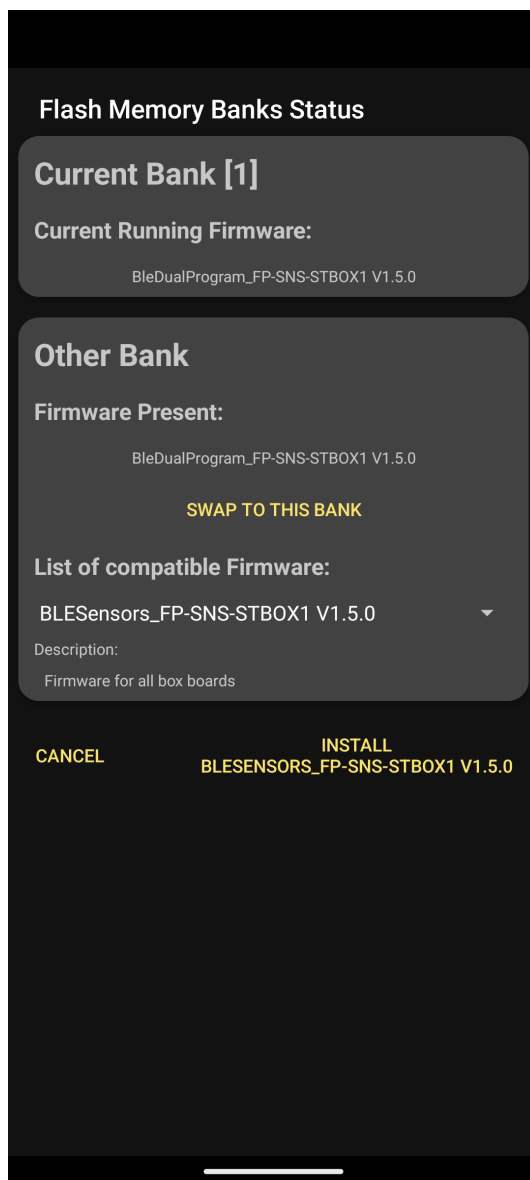 Flash Memory Banks Status
Current Bank [1]
Current Running Firmware:
BleDualProgram_FP-SNS-STBOX1 V1.5.0
Other Bank
Firmware Present:
BleDualProgram_FP-SNS-STBOX1 V1.5.0
SWAP TO THIS BANK
List of compatible Firmware:
BLESensors_FP-SNS-STBOX1 V1.5.0
Description:
Firmware for all box boards
CANCEL
INSTALL
BLESENSORS_FP-SNS-STBOX1 V1.5.0